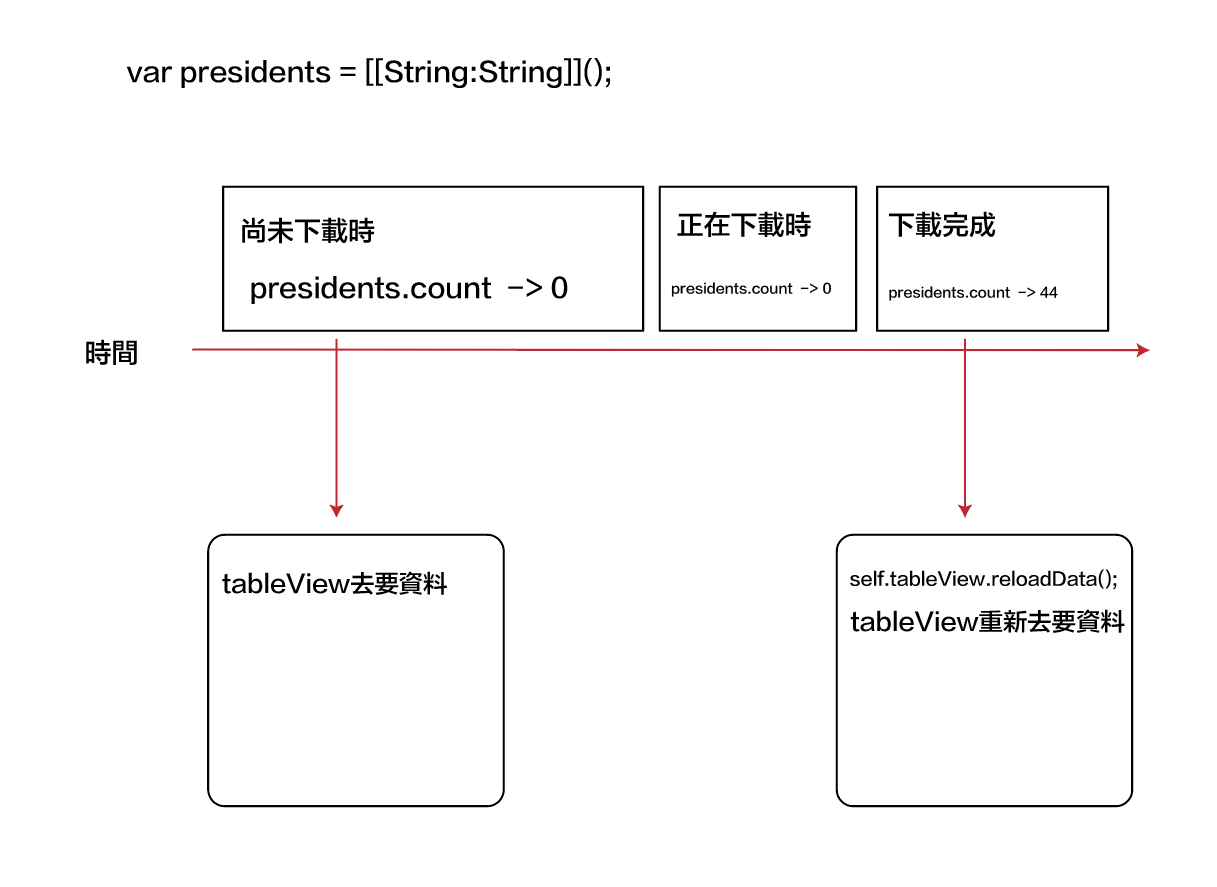 var presidents = [[String:String]]();
尚未下載時
presidents.count -> 0
正在下載時
presidents.count -> 0
下載完成
presidents.count -> 44
時間
tableView去要資料
self.tableView.reloadData();
tableView重新去要資料